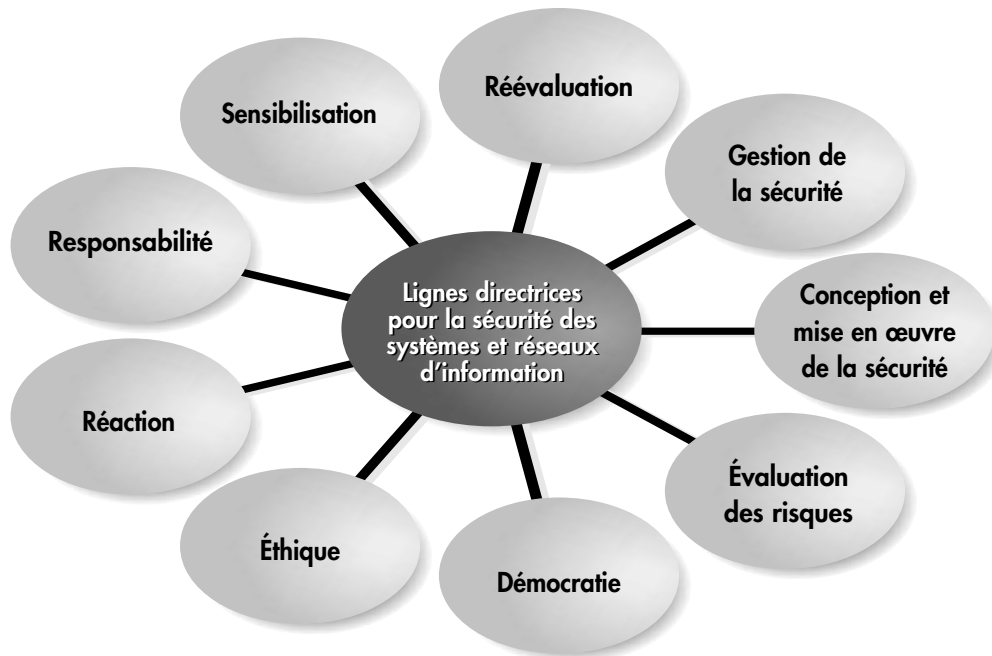 Réévaluation
Sensibilisation
Gestion de
la sécurité
Responsabilité
Lignes directrices
pour la sécurité des
systèmes et réseaux
d’information
Conception et
mise en œuvre
de la sécurité
Réaction
Évaluation
des risques
Éthique
Démocratie